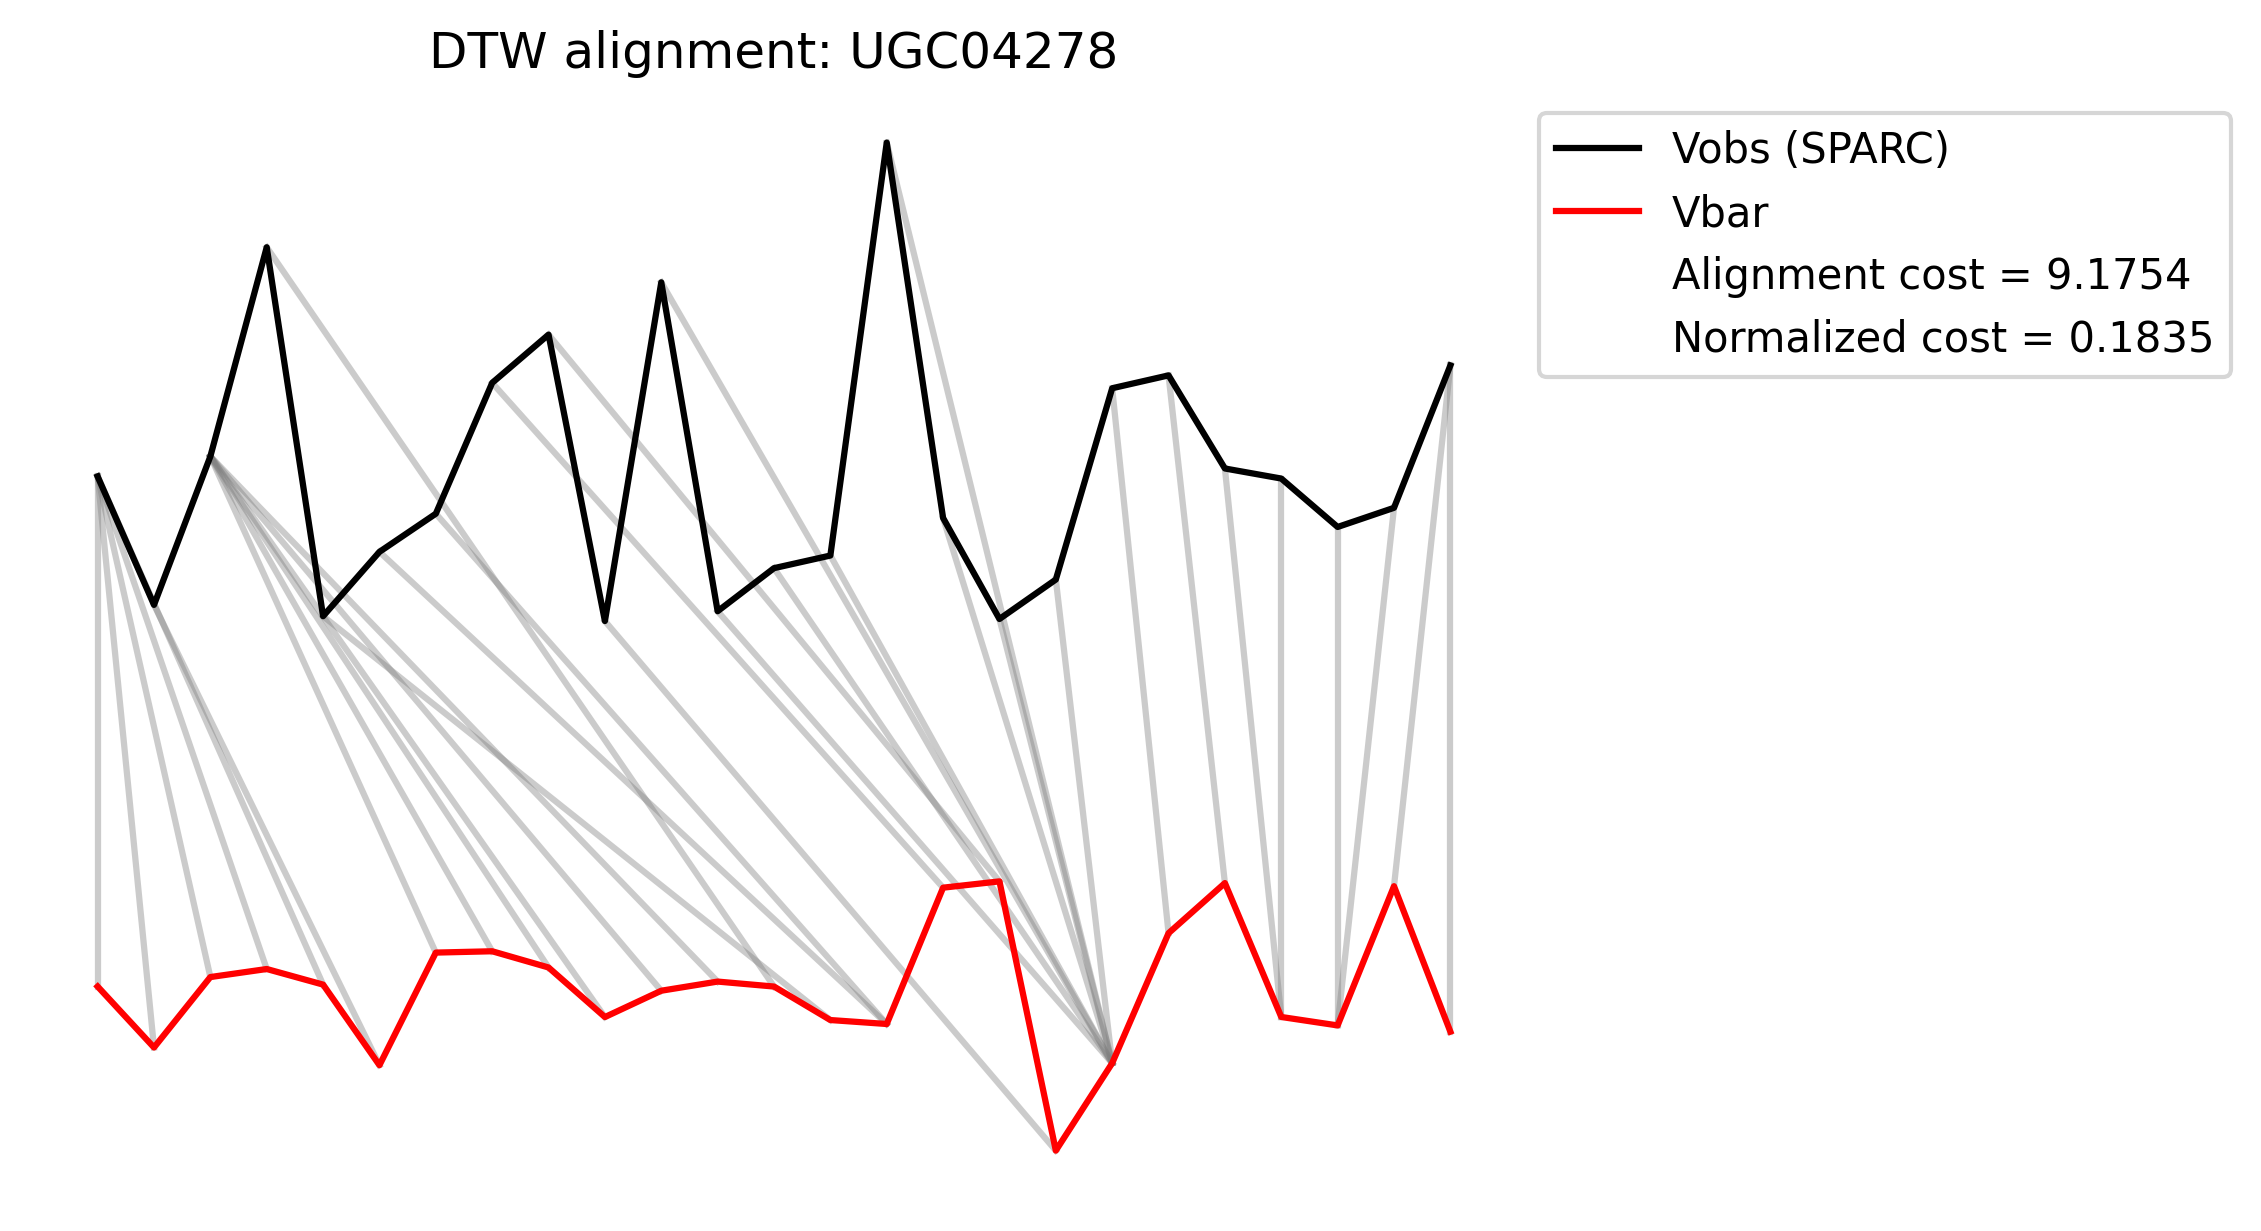 DTW alignment: UGC04278
Vobs (SPARC)
Vbar
Alignment cost = 9.1754
Normalized cost = 0.1835